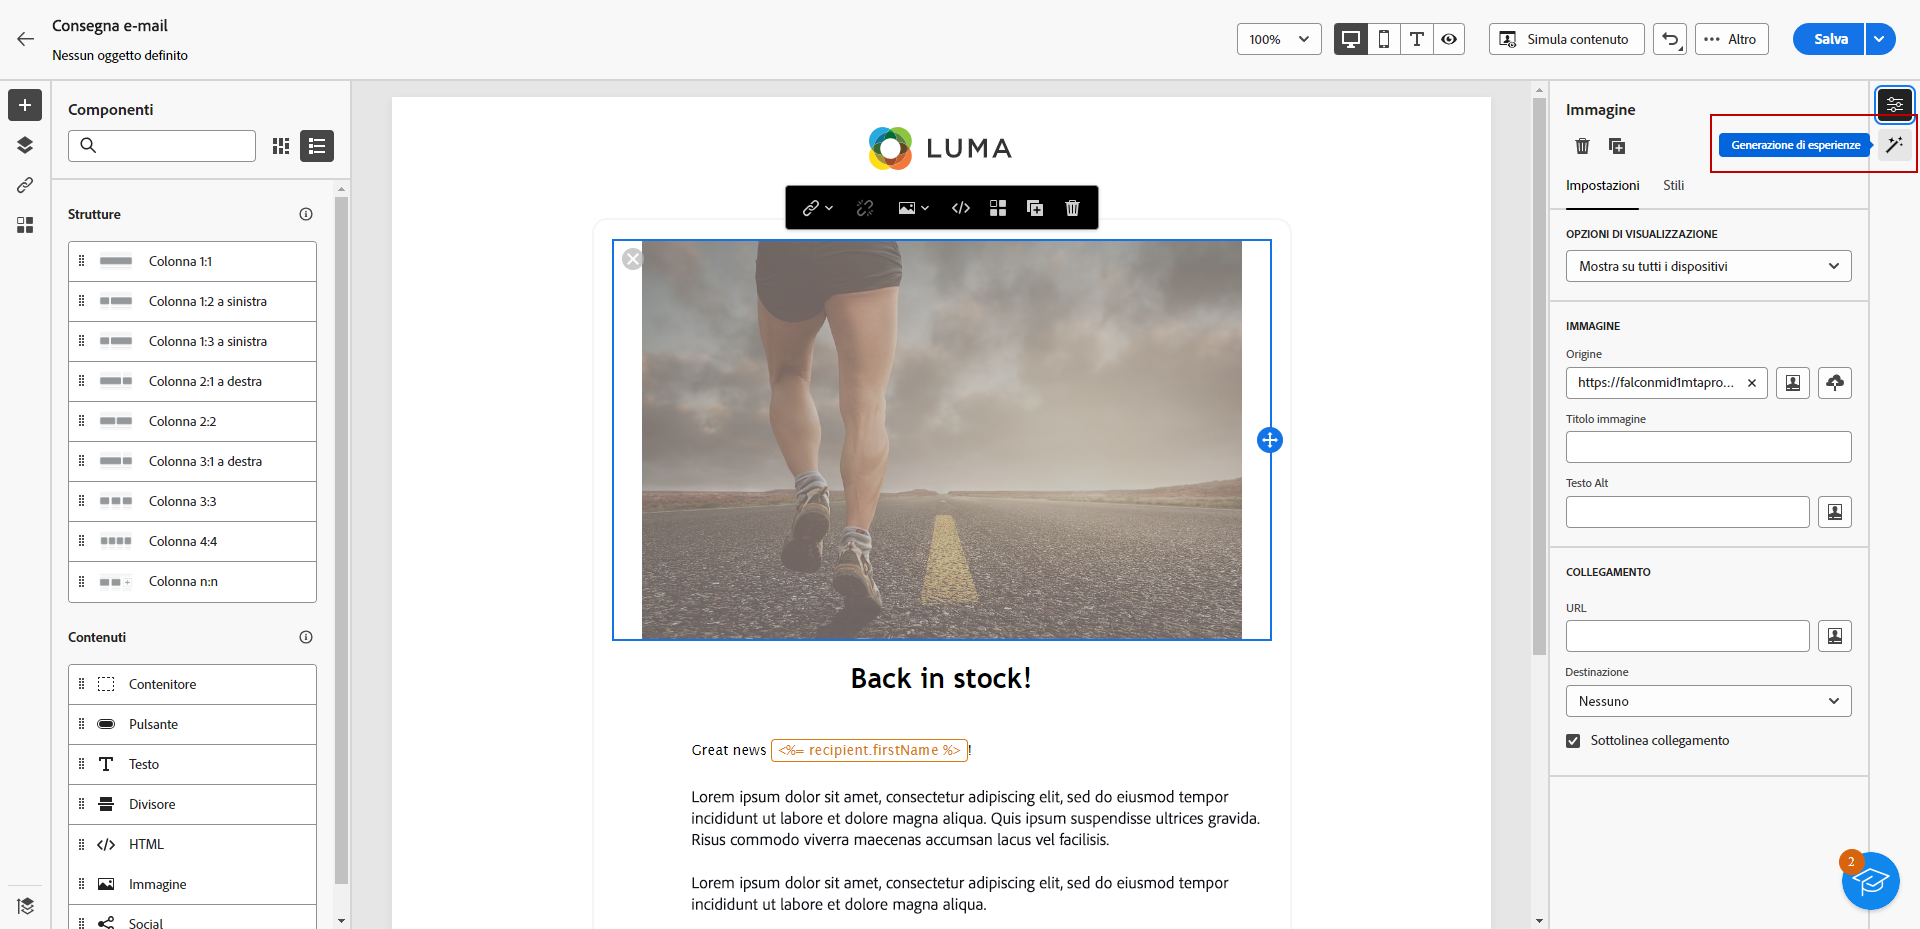 Consegna e-mail
Nessun oggetto definito
100%
Simula contenuto
Altro
Salva
Componenti
Strutture
Colonna 1:1
Colonna 1:2 a sinistra
Colonna 1:3 a sinistra
Colonna 2:1 a destra
Colonna 2:2
Colonna 3:1 a destra
Colonna 3:3
Colonna 4:4
Colonna n:n
Contenuti
Contenitore
Pulsante
Testo
Divisore
HTML
Immagine
Social
LUMA
Back in stock!
Great news <%= recipient.firstName %>!
Lorem ipsum dolor sit amet, consectetur adipiscing elit, sed do eiusmod tempor
incididunt ut labore et dolore magna aliqua. Quis ipsum suspendisse ultrices gravida.
Risus commodo viverra maecenas accumsan lacus vel facilisis.
Lorem ipsum dolor sit amet, consectetur adipiscing elit, sed do eiusmod tempor
incididunt ut labore et dolore magna aliqua.
Immagine
Generazione di esperienze
Impostazioni
Stili
OPZIONI DI VISUALIZZAZIONE
Mostra su tutti i dispositivi
IMMAGINE
Origine
https://falconmid1mtapro...
Titolo immagine
Testo Alt
COLLEGAMENTO
URL
Destinazione
Nessuno
Sottolinea collegamento
2